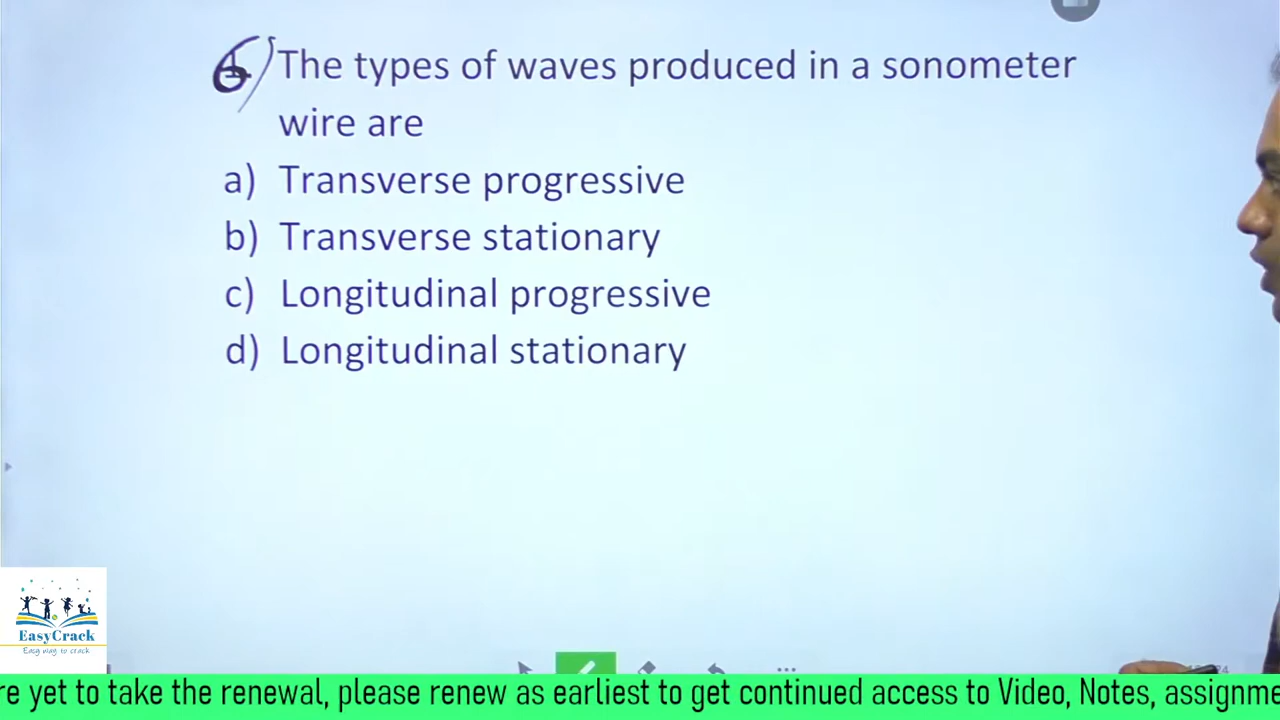 6) The types of waves produced in a sonometer
wire are
a) Transverse progressive
b) Transverse stationary
c) Longitudinal progressive
d) Longitudinal stationary
EasyCrack
Easy way to crack
re yet to take the renewal, please renew as earliest to get continued access to Video, Notes, assignme